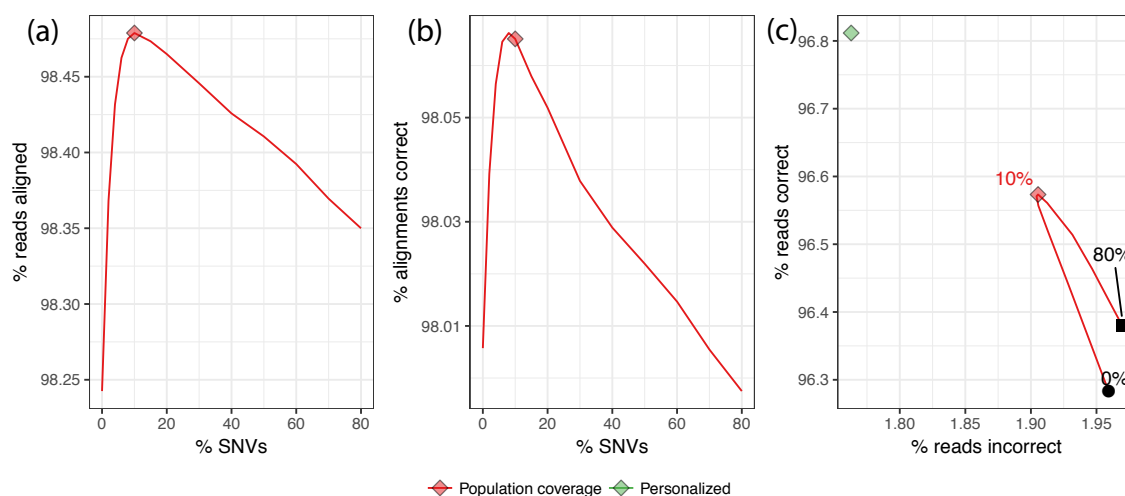 (a)
% reads aligned
98.45
98.40
98.35
98.30
98.25
0 20 40 60 80
% SNVs
(b)
% alignments correct
98.05
98.03
98.01
0 20 40 60 80
% SNVs
(c)
% reads correct
96.8
96.7
96.6
96.5
96.4
96.3
10%
80%
0%
1.80 1.85 1.90 1.95
% reads incorrect
Population coverage Personalized